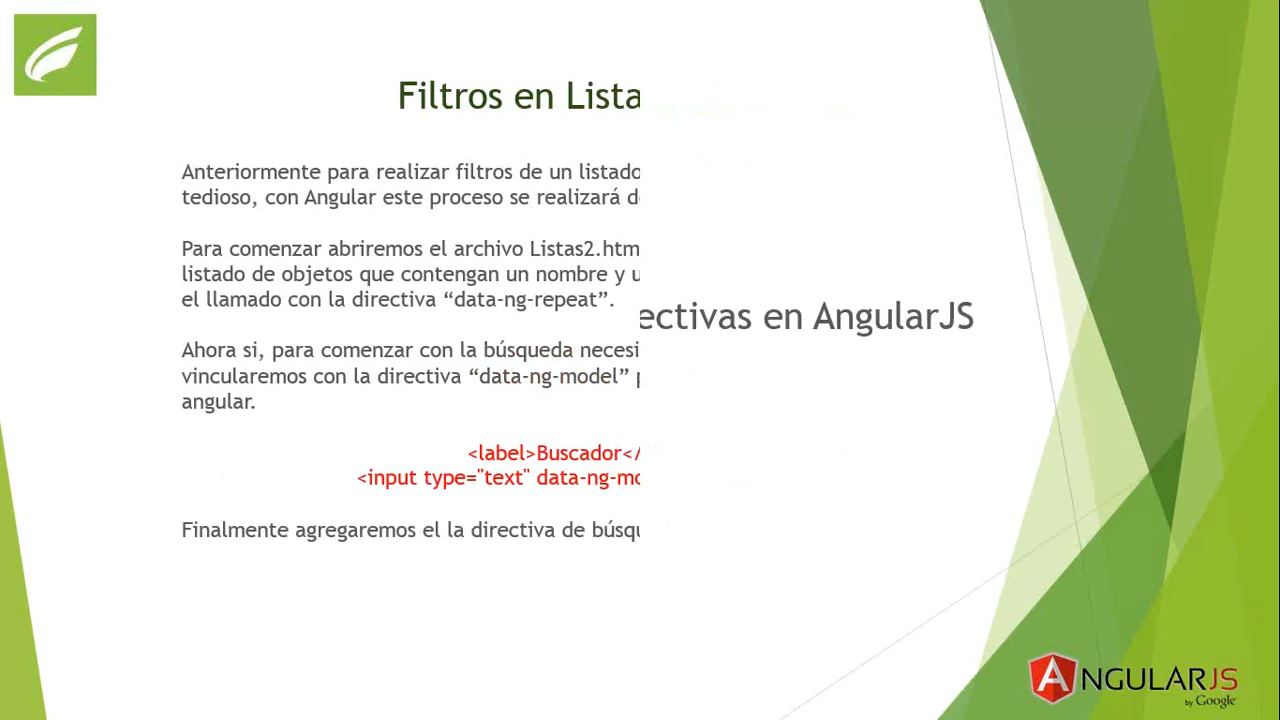 Filtros en Lista
Anteriormente para realizar filtros de un listado
tedioso, con Angular este proceso se realizará
Para comenzar abriremos el archivo Listas2.htm
listado de objetos que contengan un nombre y
el llamado con la directiva “data-ng-repeat”.
ectivas en AngularJS
Ahora si, para comenzar con la búsqueda necesi
vincularemos con la directiva “data-ng-model”
angular.
<label>Buscador</
<input type="text" data-ng-mo
Finalmente agregaremos el la directiva de búsqu
ANGULARJS
by Google